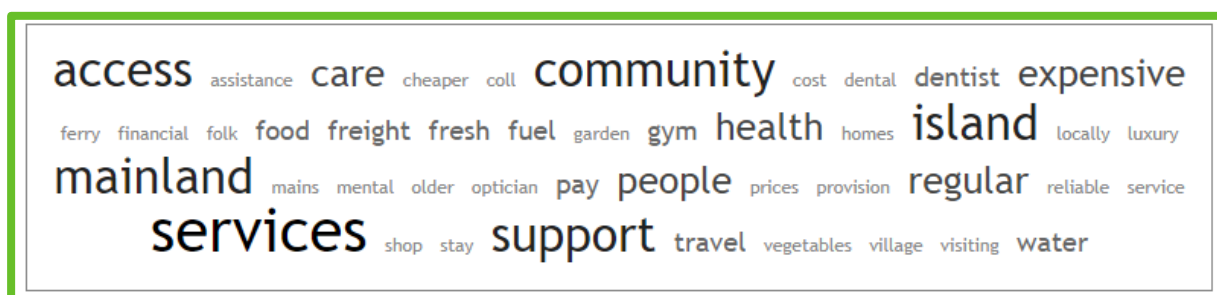 access assistance care cheaper coll community cost dental dentist expensive
ferry financial folk food freight fresh fuel garden gym health homes island locally luxury
mainland mains mental older optician pay people prices provision regular reliable service
services shop stay support travel vegetables village visiting water